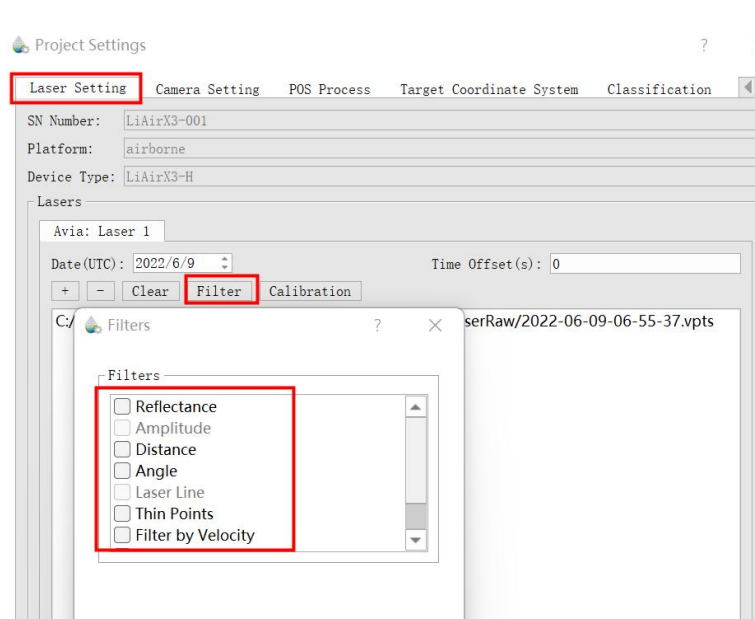 Project Settings ?
Laser Setting Camera Setting POS Process Target Coordinate System Classification
SN Number: LiAirX3-001
Platform: airborne
Device Type: LiAirX3-H
Lasers
Avia: Laser 1
Date(UTC): 2022/6/9 Time Offset(s): 0
+ - Clear Filter Calibration
C:/ serRaw/2022-06-09-06-55-37.vpts
Filters ?
Filters
Reflectance
Amplitude
Distance
Angle
Laser Line
Thin Points
Filter by Velocity